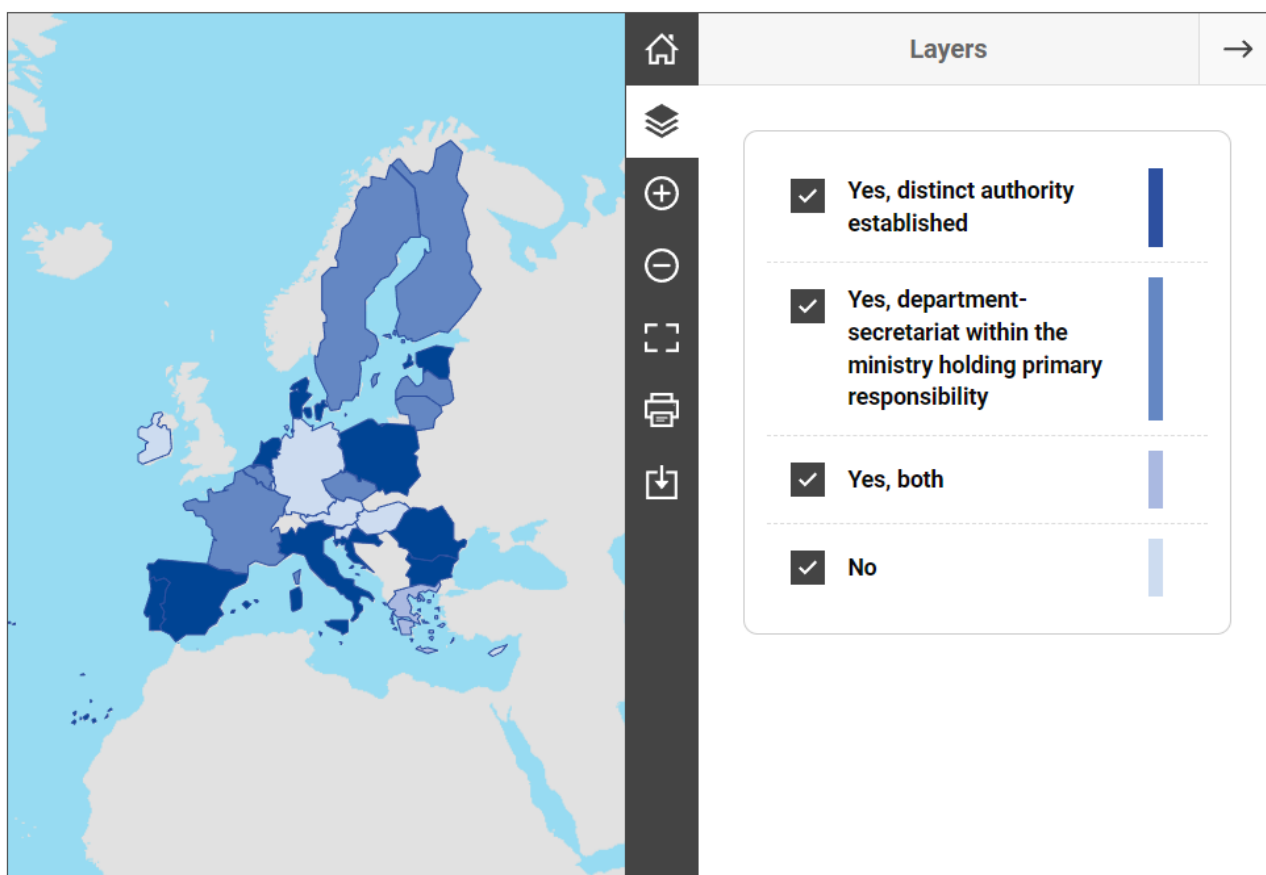 Layers
Yes, distinct authority
established
Yes, department-
secretariat within the
ministry holding primary
responsibility
Yes, both
No